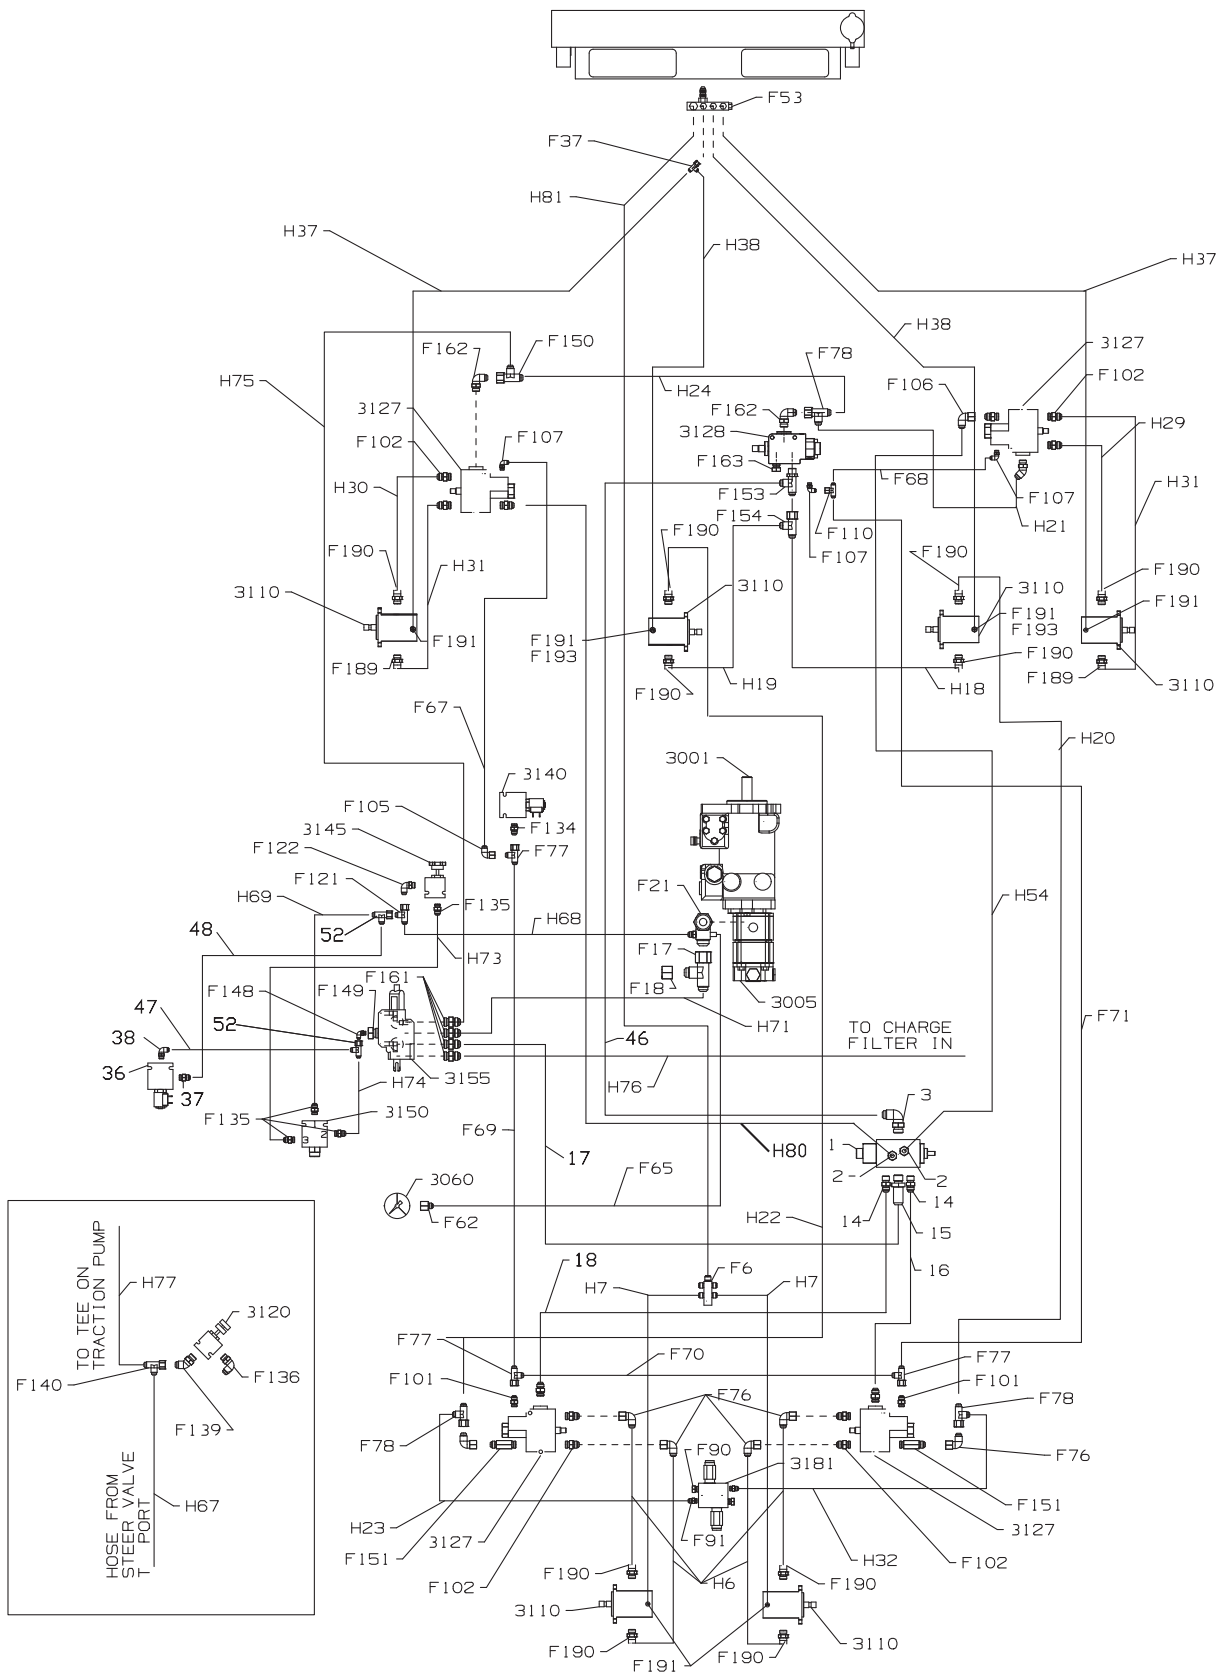 F53
F37
H81
H37
H38
H37
H38
F150
F162
F78
3127
H75
F106
F102
H24
F162
3127
3128
F102
F107
H29
F163
H30
F68
F153
F107
H31
F154
H21
F110
F190
F190
H31
F107
F190
F190
3110
3110
3110
F191
F191
F191
F191
F193
F193
F190
F189
H19
F190
H18
F189
3110
F67
H20
3001
3140
F105
F134
3145
F122
F77
F21
H54
F121
H69
F135
52
H68
48
H73
F17
F161
F148
F149
F18
3005
47
52
H71
TO CHARGE
FILTER IN
F71
38
46
36
H76
H74
3155
37
3
F135
3150
F69
1
17
H80
2
2
F65
3060
14
14
F62
H22
15
TO TEE ON
TRACTION PUMP
18
F6
16
H77
H7
H7
3120
F77
F70
F77
F140
F136
F101
F76
F101
F78
F139
F78
F90
3181
F76
HOSE FROM
STEER VALVE
T PORT
H67
F151
H23
F91
3127
3127
F151
H32
F102
F102
F190
H6
F190
3110
3110
F190
F191
F190